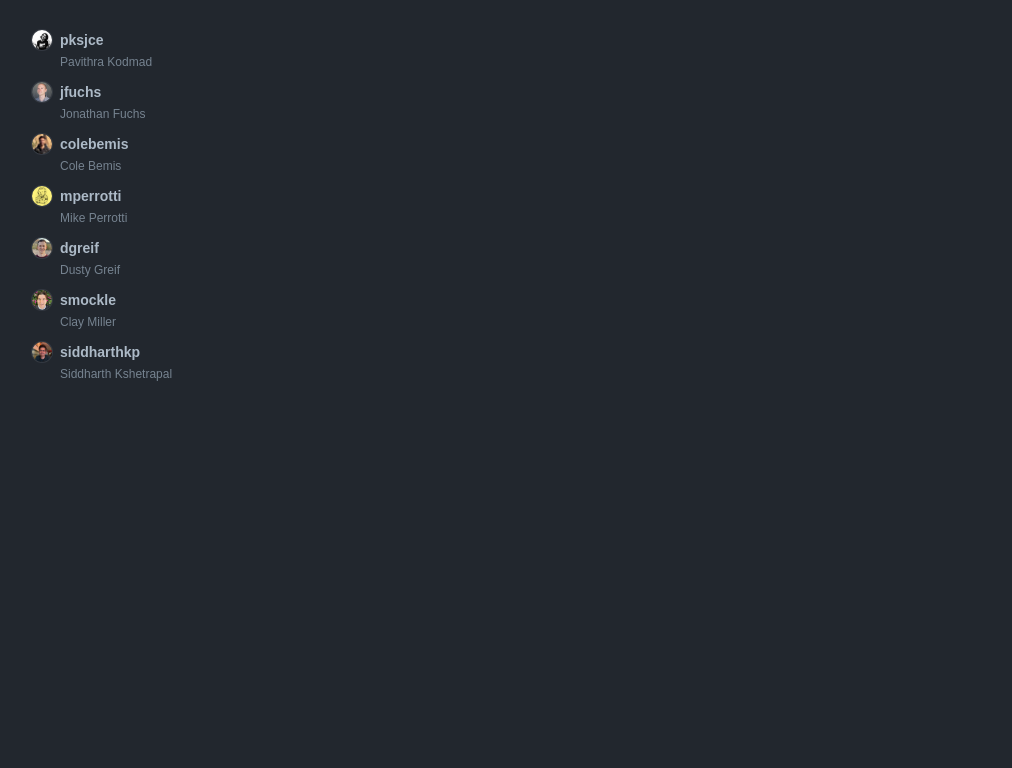 pksjce
Pavithra Kodmad
jfuchs
Jonathan Fuchs
colebemis
Cole Bemis
mperrotti
Mike Perrotti
dgreif
Dusty Greif
smockle
Clay Miller
siddharthkp
Siddharth Kshetrapal